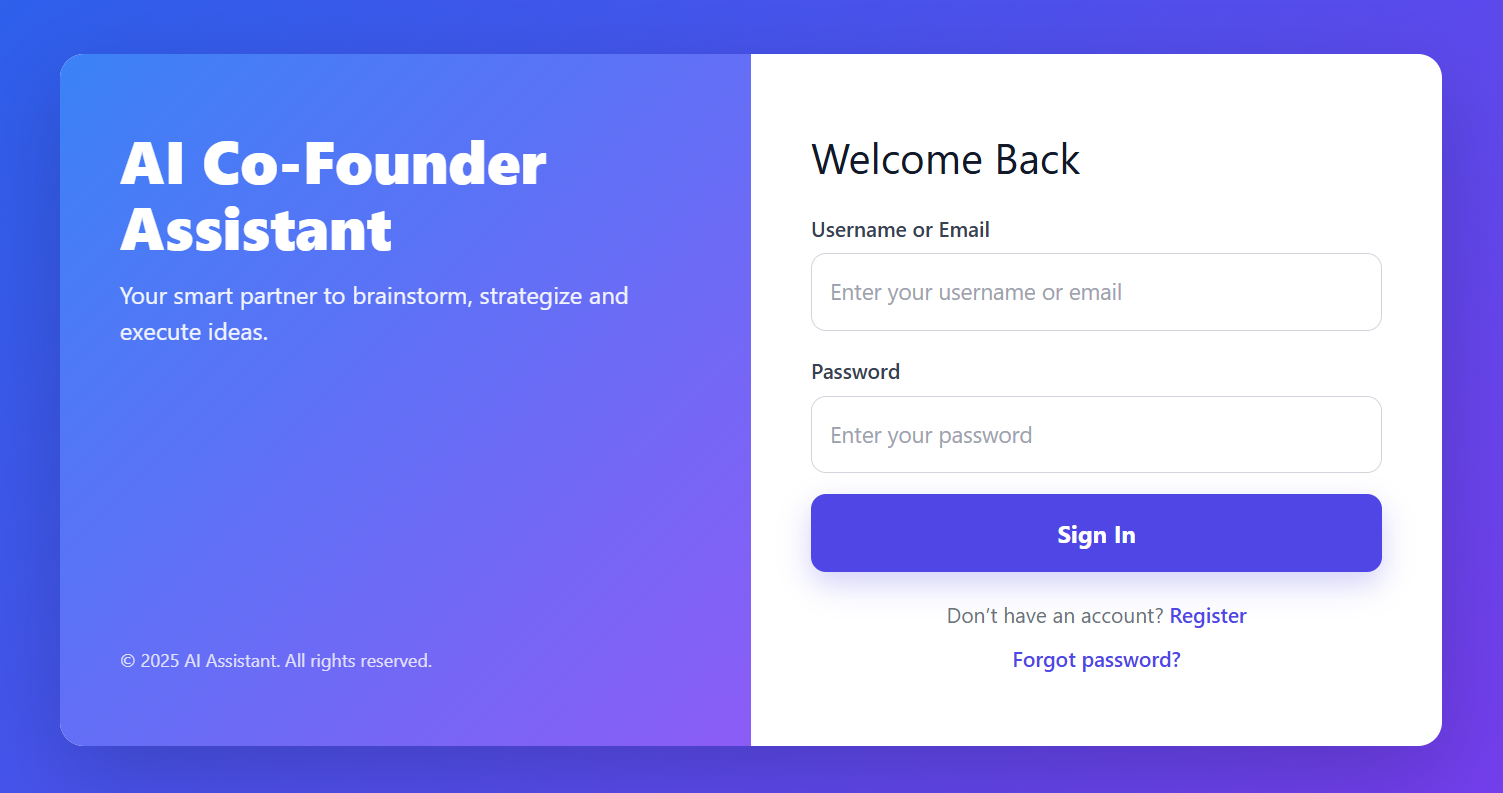 AI Co-Founder
Assistant
Your smart partner to brainstorm, strategize and
execute ideas.
© 2025 AI Assistant. All rights reserved.
Welcome Back
Username or Email
Enter your username or email
Password
Enter your password
Sign In
Don’t have an account? Register
Forgot password?